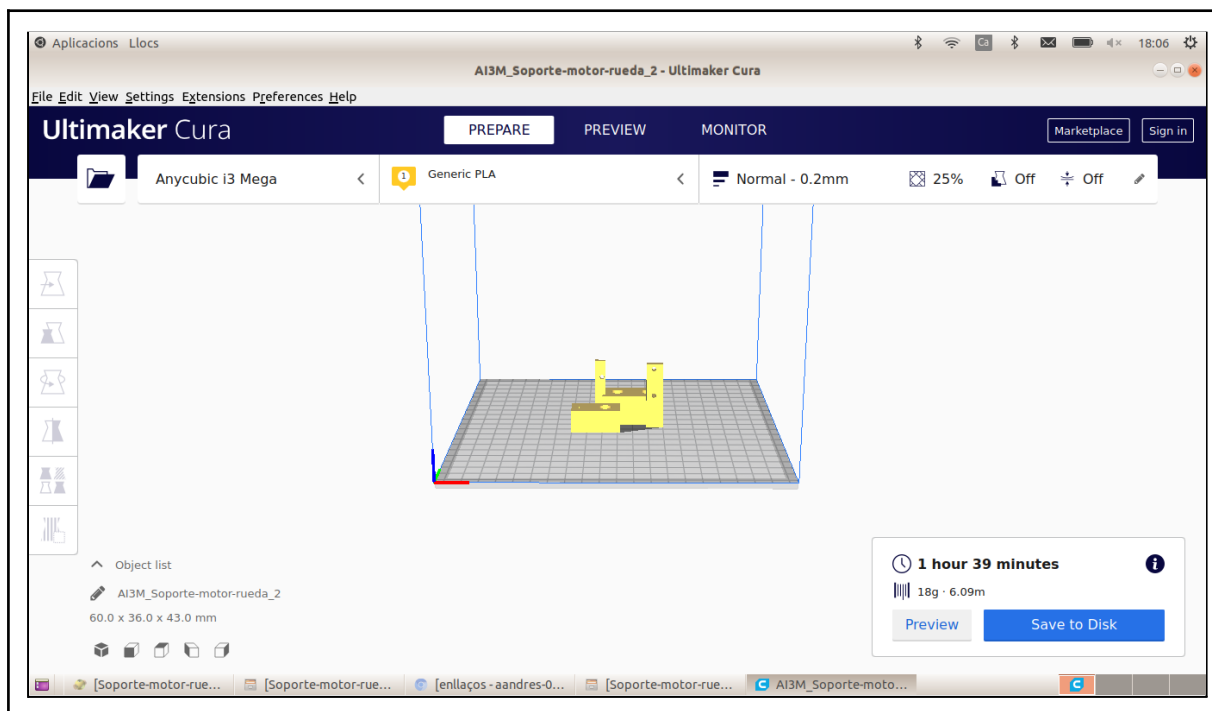 Aplicacions Llocs Ca 18:06
AI3M_Soporte-motor-rueda_2 - Ultimaker Cura
File Edit View Settings Extensions Preferences Help
Ultimaker Cura PREPARE PREVIEW MONITOR Marketplace Sign in
Anycubic i3 Mega 1 Generic PLA Normal - 0.2mm 25% Off Off
Object list
AI3M_Soporte-motor-rueda_2
60.0 x 36.0 x 43.0 mm
1 hour 39 minutes
18g · 6.09m
Preview Save to Disk
[Soporte-motor-rue... [Soporte-motor-rue... [enllaços - aandres-0... [Soporte-motor-rue... AI3M_Soporte-moto...